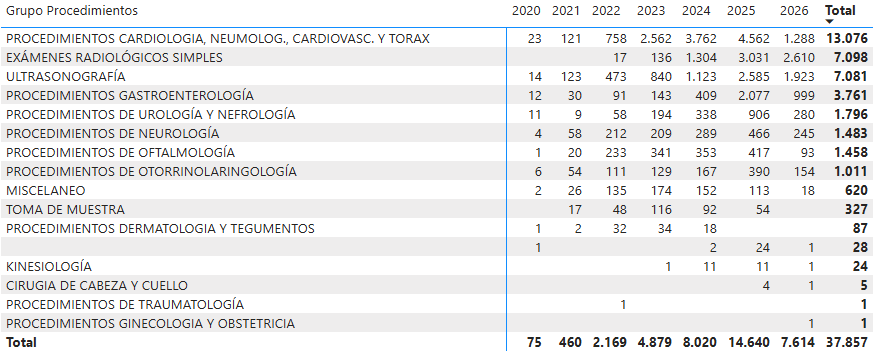 Grupo Procedimientos 2020 2021 2022 2023 2024 2025 2026 Total
PROCEDIMIENTOS CARDIOLOGIA, NEUMOLOG., CARDIOVASC. Y TORAX 23 121 758 2.562 3.762 4.562 1.288 13.076
EXÁMENES RADIOLÓGICOS SIMPLES 17 136 1.304 3.031 2.610 7.098
ULTRASONOGRAFÍA 14 123 473 840 1.123 2.585 1.923 7.081
PROCEDIMIENTOS GASTROENTEROLOGÍA 12 30 91 143 409 2.077 999 3.761
PROCEDIMIENTOS DE UROLOGÍA Y NEFROLOGÍA 11 9 58 194 338 906 280 1.796
PROCEDIMIENTOS DE NEUROLOGÍA 4 58 212 209 289 466 245 1.483
PROCEDIMIENTOS DE OFTALMOLOGÍA 1 20 233 341 353 417 93 1.458
PROCEDIMIENTOS DE OTORRINOLARINGOLOGÍA 6 54 111 129 167 390 154 1.011
MISCELANEO 2 26 135 174 152 113 18 620
TOMA DE MUESTRA 17 48 116 92 54 327
PROCEDIMIENTOS DERMATOLOGIA Y TEGUMENTOS 1 2 32 34 18 87
1 2 24 1 28
KINESIOLOGÍA 1 11 11 1 24
CIRUGIA DE CABEZA Y CUELLO 4 1 5
PROCEDIMIENTOS DE TRAUMATOLOGÍA 1 1
PROCEDIMIENTOS GINECOLOGIA Y OBSTETRICIA 1 1
Total 75 460 2.169 4.879 8.020 14.640 7.614 37.857